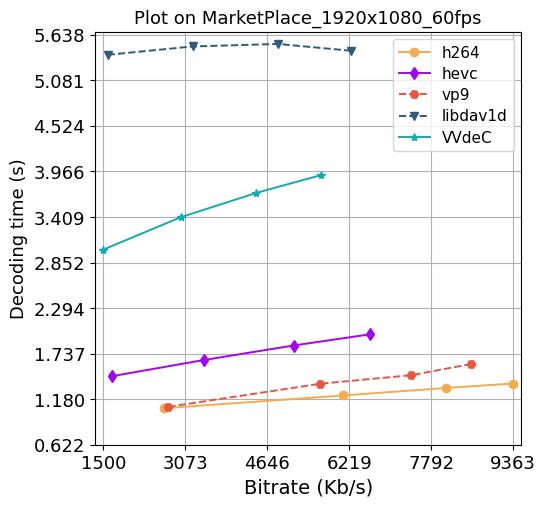 Plot on MarketPlace_1920x1080_60fps
5.638
5.081
4.524
3.966
3.409
2.852
2.294
1.737
1.180
0.622
Decoding time (s)
h264
hevc
vp9
libdav1d
VVdeC
1500 3073 4646 6219 7792 9363
Bitrate (Kb/s)